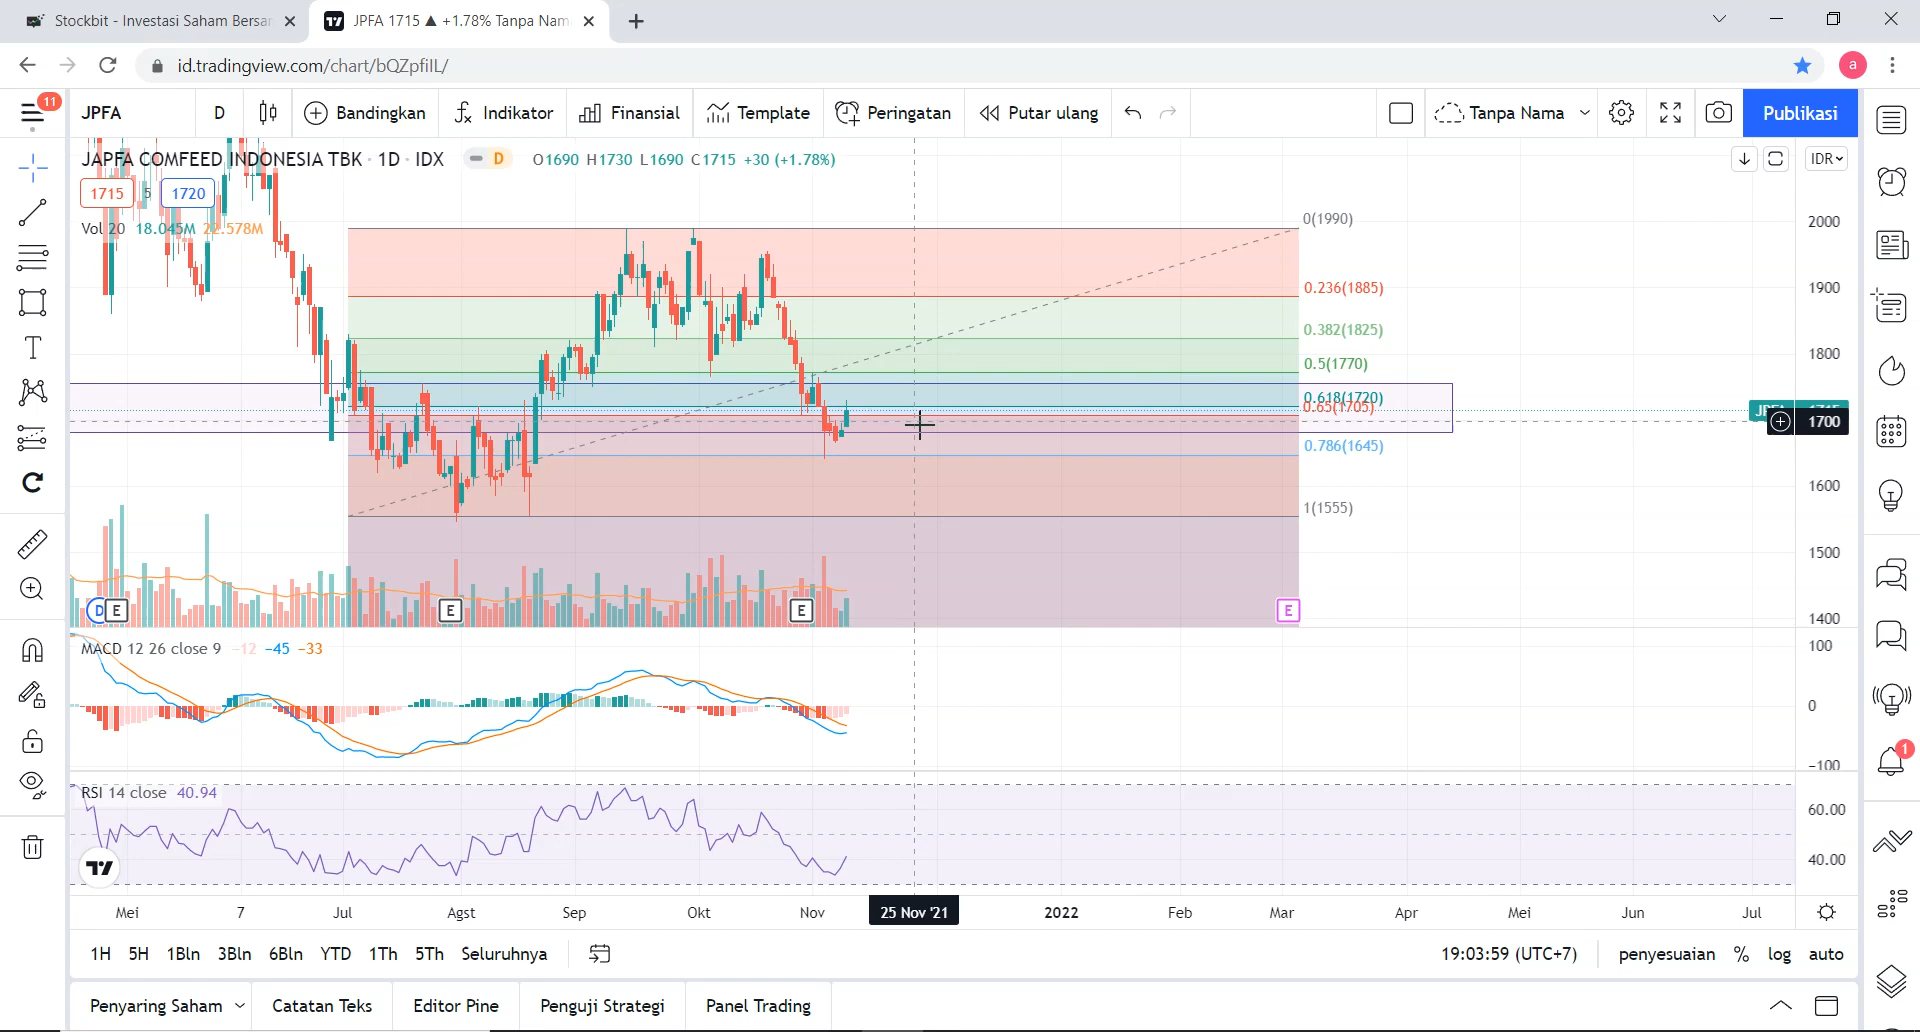 Stockbit - Investasi Saham Bersa
JPFA 1715 ▲ +1.78% Tanpa Nam
id.tradingview.com/chart/bQZpfiIL/
a
11
JPFA
D
Bandingkan
Indikator
Finansial
Template
Peringatan
Putar ulang
Tanpa Nama
Publikasi
JAPFA COMFEED INDONESIA TBK · 1D · IDX
D
O1690 H1730 L1690 C1715 +30 (+1.78%)
IDR
1715
5
1720
Vol 20 18.045M 22.578M
0(1990)
0.236(1885)
0.382(1825)
0.5(1770)
0.618(1720)
0.65(1705)
0.786(1645)
1(1555)
2000
1900
1800
1700
1600
1500
1400
D
E
E
E
E
MACD 12 26 close 9 −12 −45 −33
100
0
−100
RSI 14 close 40.94
60.00
40.00
Mei
7
Jul
Agst
Sep
Okt
Nov
25 Nov '21
2022
Feb
Mar
Apr
Mei
Jun
Jul
1H
5H
1Bln
3Bln
6Bln
YTD
1Th
5Th
Seluruhnya
19:03:59 (UTC+7)
penyesuaian
%
log
auto
Penyaring Saham
Catatan Teks
Editor Pine
Penguji Strategi
Panel Trading
1